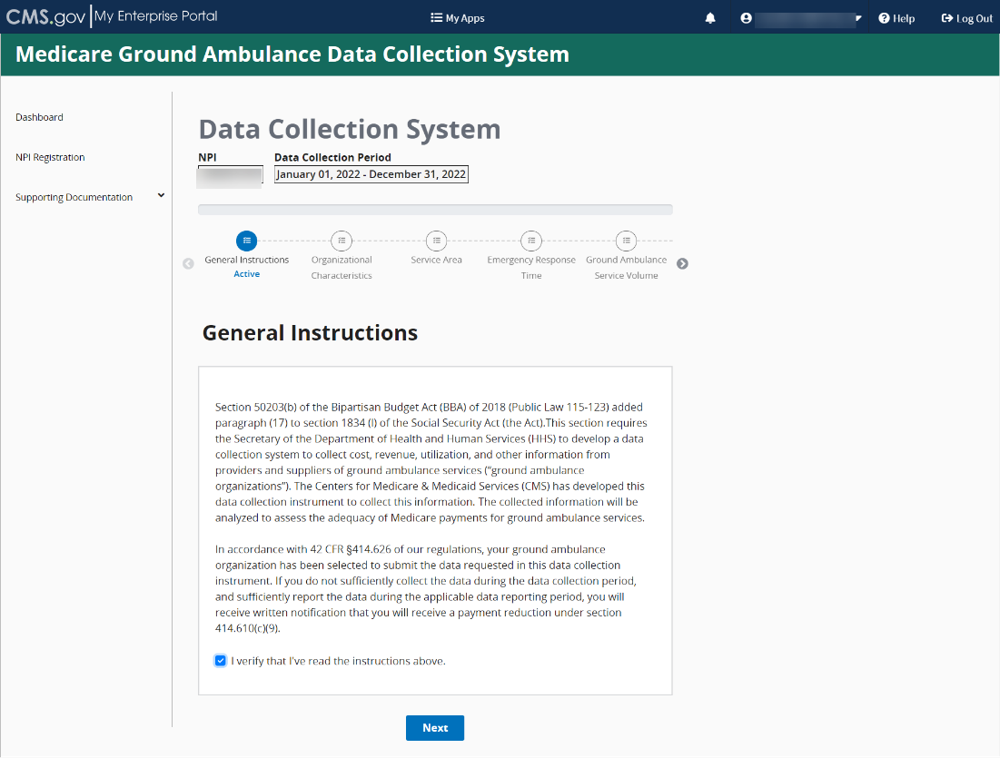 CMS.gov My Enterprise Portal
My Apps
Help
Log Out
Medicare Ground Ambulance Data Collection System
Dashboard
NPI Registration
Supporting Documentation
Data Collection System
NPI Data Collection Period
January 01, 2022 - December 31, 2022
General Instructions
Active
Organizational
Characteristics
Service Area
Emergency Response
Time
Ground Ambulance
Service Volume
General Instructions
Section 50203(b) of the Bipartisan Budget Act (BBA) of 2018 (Public Law 115-123) added
paragraph (17) to section 1834 (l) of the Social Security Act (the Act).This section requires
the Secretary of the Department of Health and Human Services (HHS) to develop a data
collection system to collect cost, revenue, utilization, and other information from
providers and suppliers of ground ambulance services (“ground ambulance
organizations”). The Centers for Medicare & Medicaid Services (CMS) has developed this
data collection instrument to collect this information. The collected information will be
analyzed to assess the adequacy of Medicare payments for ground ambulance services.
In accordance with 42 CFR §414.626 of our regulations, your ground ambulance
organization has been selected to submit the data requested in this data collection
instrument. If you do not sufficiently collect the data during the data collection period,
and sufficiently report the data during the applicable data reporting period, you will
receive written notification that you will receive a payment reduction under section
414.610(c)(9).
I verify that I've read the instructions above.
Next